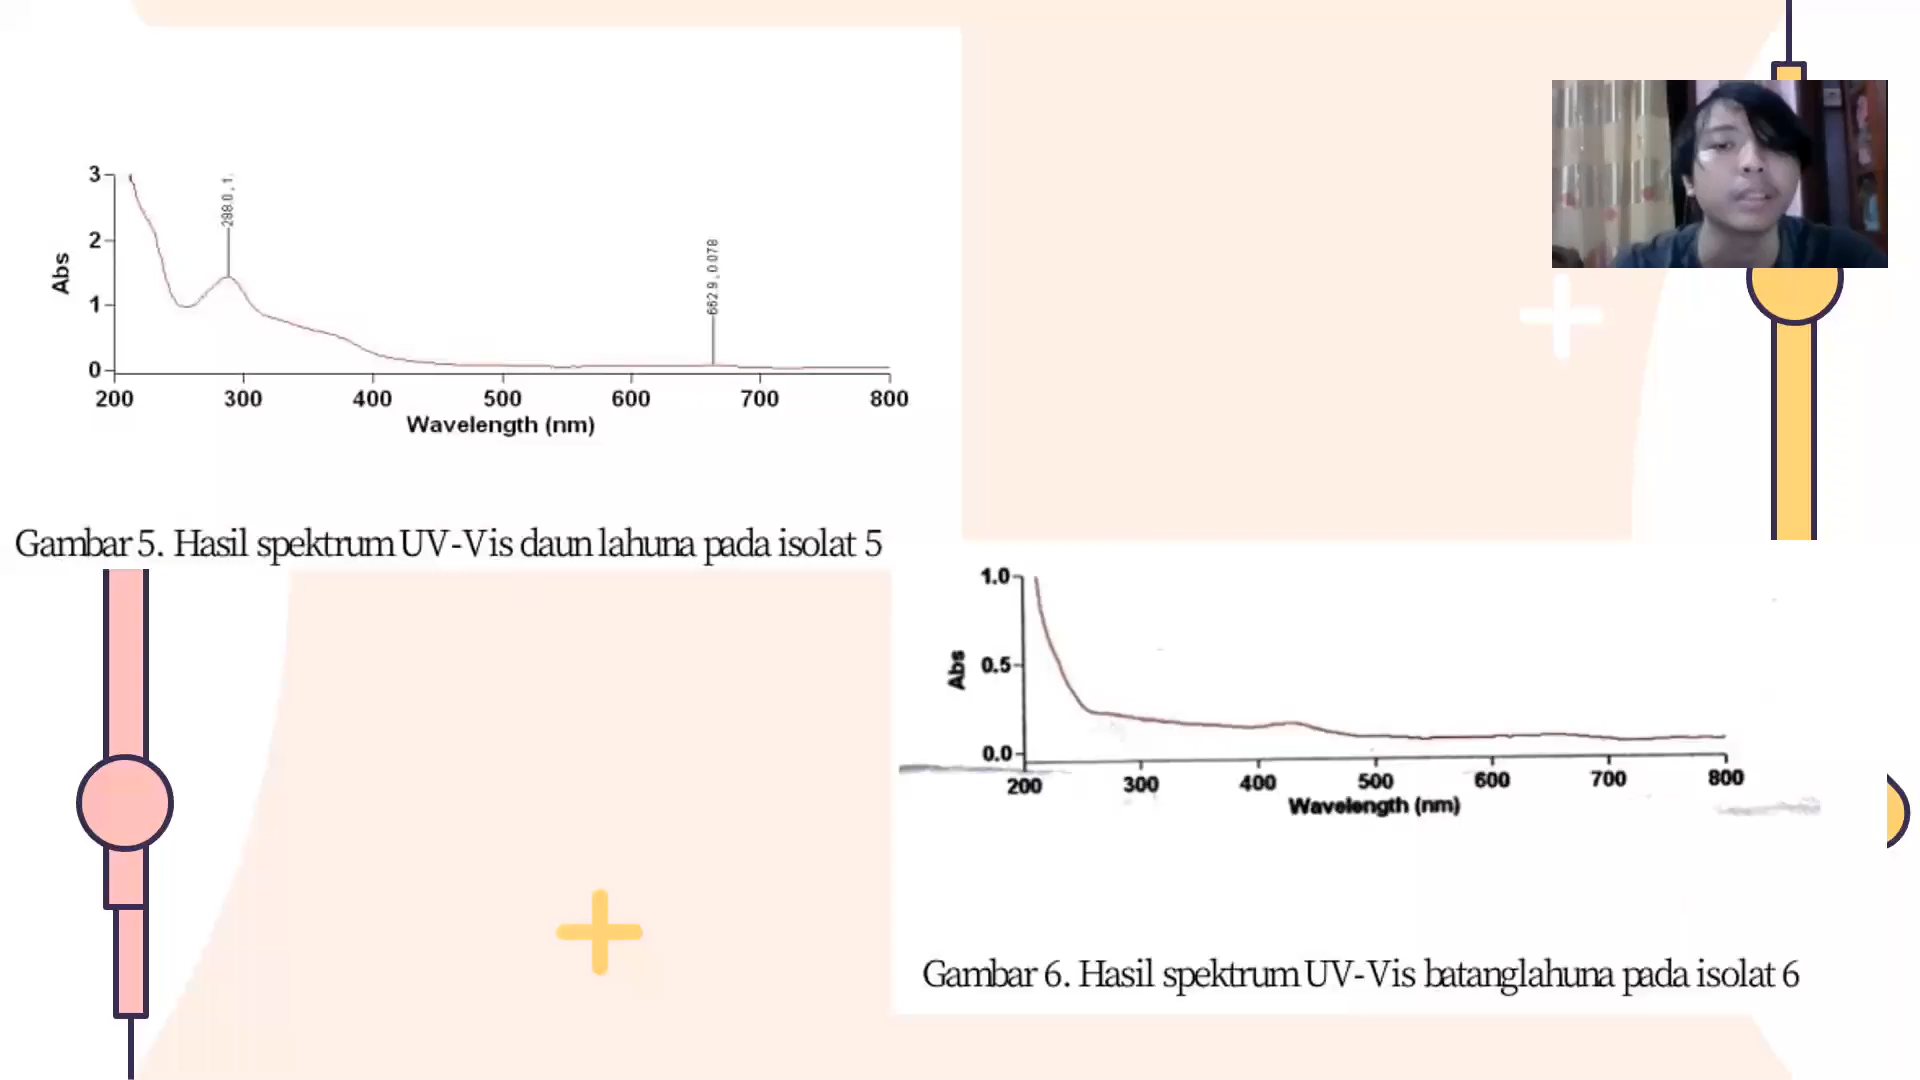 3
288.0 , 1.
2
662.9 , 0.078
Abs
1
0
200 300 400 500 600 700 800
Wavelength (nm)
Gambar 5. Hasil spektrum UV-Vis daun lahuna pada isolat 5
1.0
Abs
0.5
0.0
200 300 400 500 600 700 800
Wavelength (nm)
Gambar 6. Hasil spektrum UV-Vis batanglahuna pada isolat 6